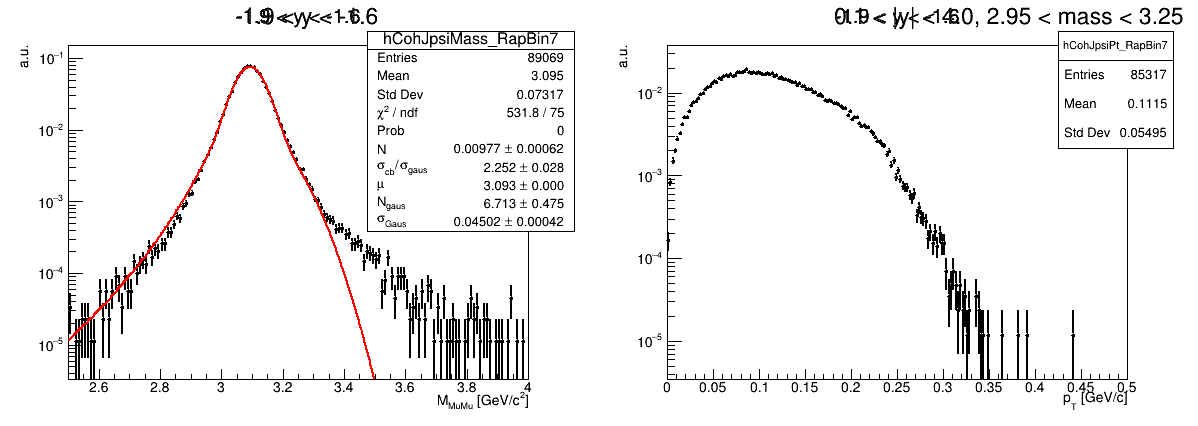 a.u.
hCohJpsiMass_RapBin7
Entries 89069
Mean 3.095
Std Dev 0.07317
χ² / ndf 531.8 / 75
Prob 0
N 0.00977 ± 0.00062
σcb/σgaus 2.252 ± 0.028
μ 3.093 ± 0.000
Ngaus 6.713 ± 0.475
σGaus 0.04502 ± 0.00042
10⁻¹
10⁻²
10⁻³
10⁻⁴
10⁻⁵
2.6 2.8 3 3.2 3.4 3.6 3.8 4
MMuMu [GeV/c²]
, 2.95 < mass < 3.25
a.u.
hCohJpsiPt_RapBin7
Entries 85317
Mean 0.1115
Std Dev 0.05495
10⁻²
10⁻³
10⁻⁴
10⁻⁵
0 0.05 0.1 0.15 0.2 0.25 0.3 0.35 0.4 0.45 0.5
pT [GeV/c]